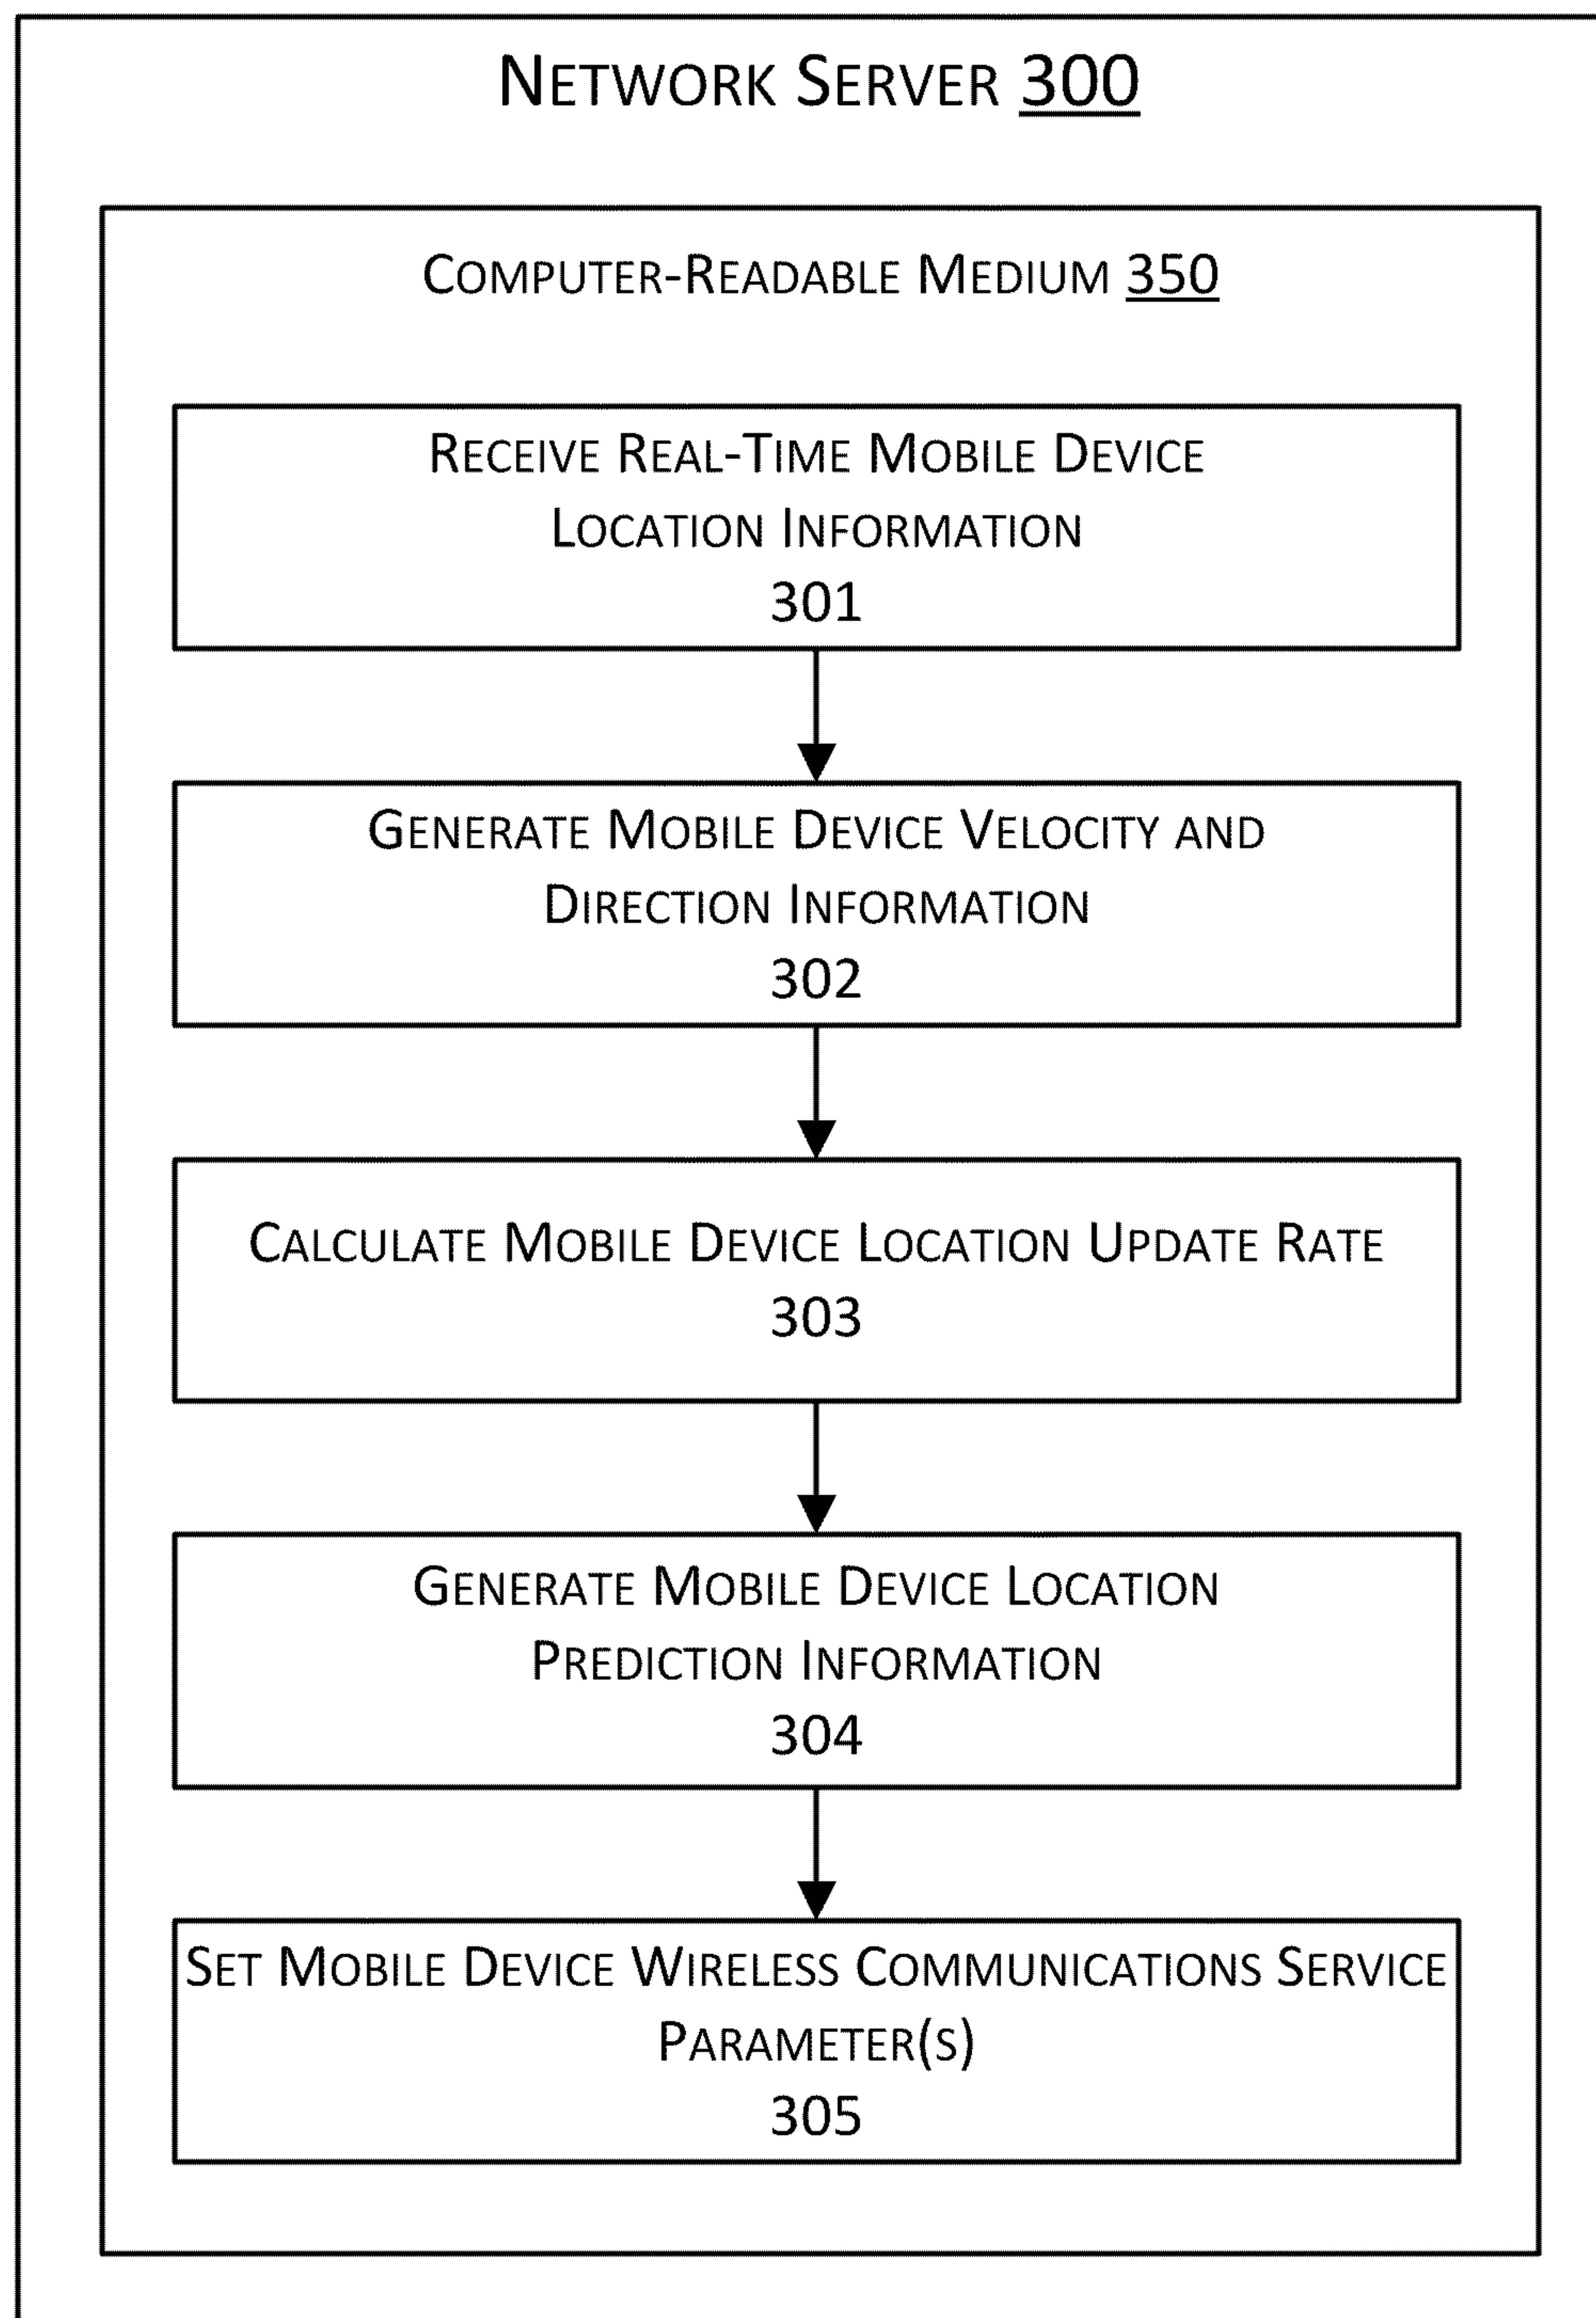 NETWORK SERVER 300
COMPUTER-READABLE MEDIUM 350
RECEIVE REAL-TIME MOBILE DEVICE
LOCATION INFORMATION
301
GENERATE MOBILE DEVICE VELOCITY AND
DIRECTION INFORMATION
302
CALCULATE MOBILE DEVICE LOCATION UPDATE RATE
303
GENERATE MOBILE DEVICE LOCATION
PREDICTION INFORMATION
304
SET MOBILE DEVICE WIRELESS COMMUNICATIONS SERVICE
PARAMETER(S)
305